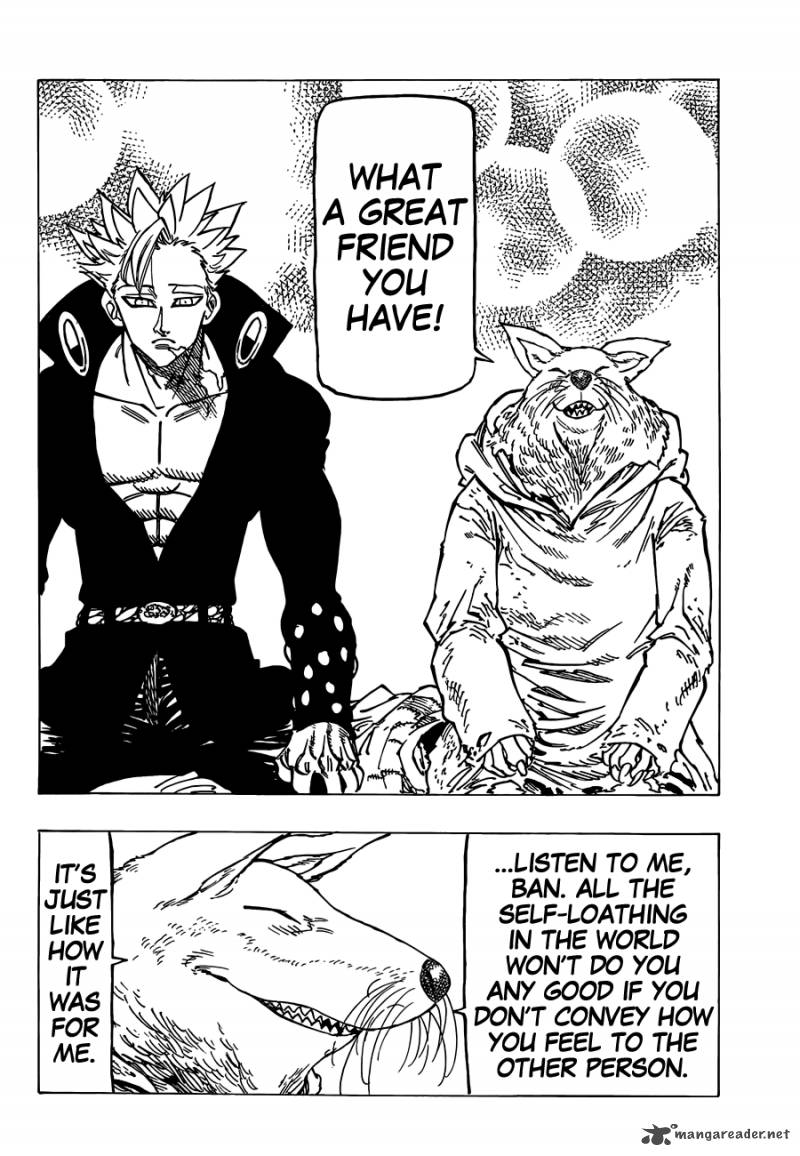 WHAT
A GREAT
FRIEND
YOU
HAVE!
...LISTEN TO ME,
BAN. ALL THE
SELF-LOATHING
IN THE WORLD
WON'T DO YOU
ANY GOOD IF YOU
DON'T CONVEY HOW
YOU FEEL TO THE
OTHER PERSON.
IT'S
JUST
LIKE
HOW
IT
WAS
FOR
ME.
mangareader.net